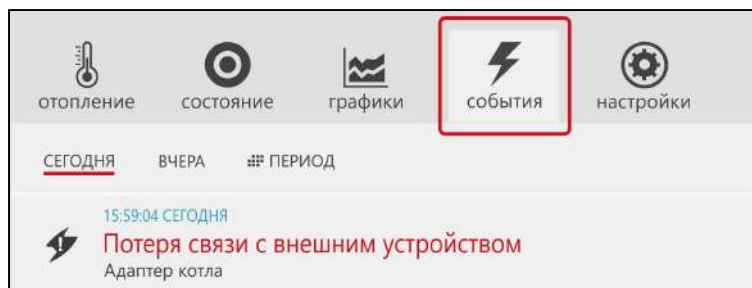 отопление состояние графики события настройки
СЕГОДНЯ ВЧЕРА ПЕРИОД
15:59:04 СЕГОДНЯ
Потеря связи с внешним устройством
Адаптер котла